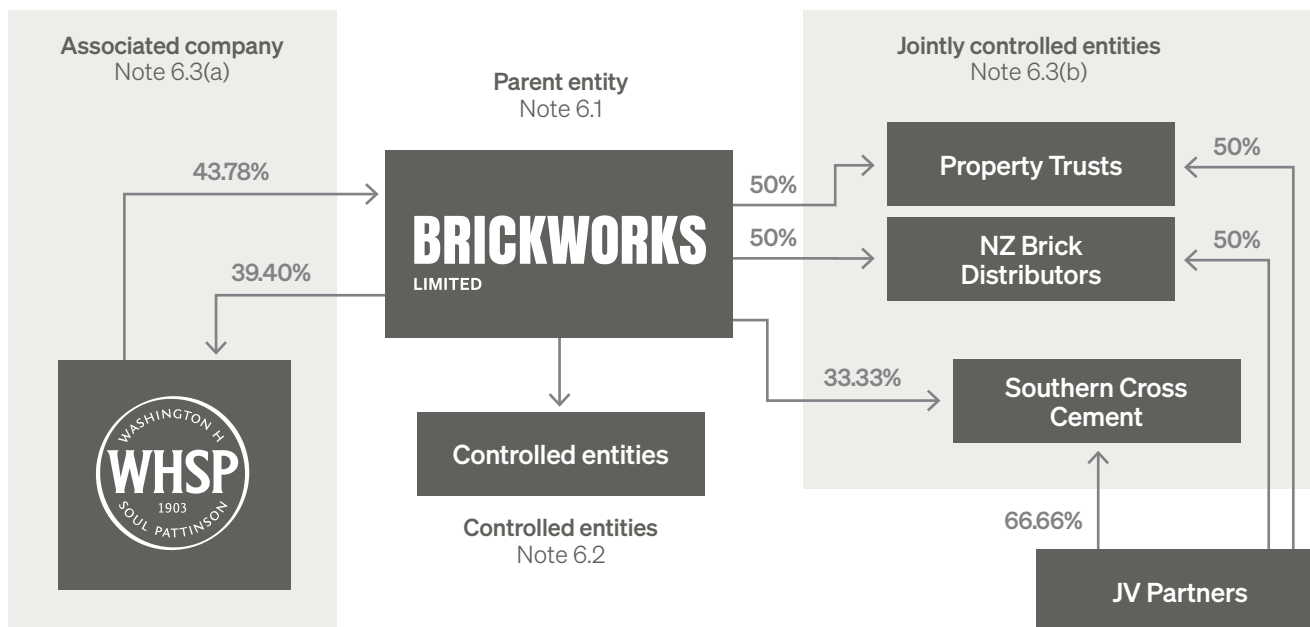 Associated company
Note 6.3(a)
43.78%
39.40%
WASHINGTON H
WHSP
1903
SOUL PATTINSON
Parent entity
Note 6.1
BRICKWORKS
LIMITED
Controlled entities
Controlled entities
Note 6.2
Jointly controlled entities
Note 6.3(b)
50%
Property Trusts
50%
50%
NZ Brick
Distributors
50%
33.33%
Southern Cross
Cement
66.66%
JV Partners